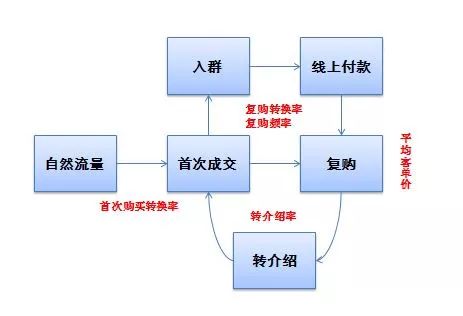 入群
线上付款
复购转换率
复购频率
自然流量
首次成交
复购
平均客单价
首次购买转换率
转介绍率
转介绍